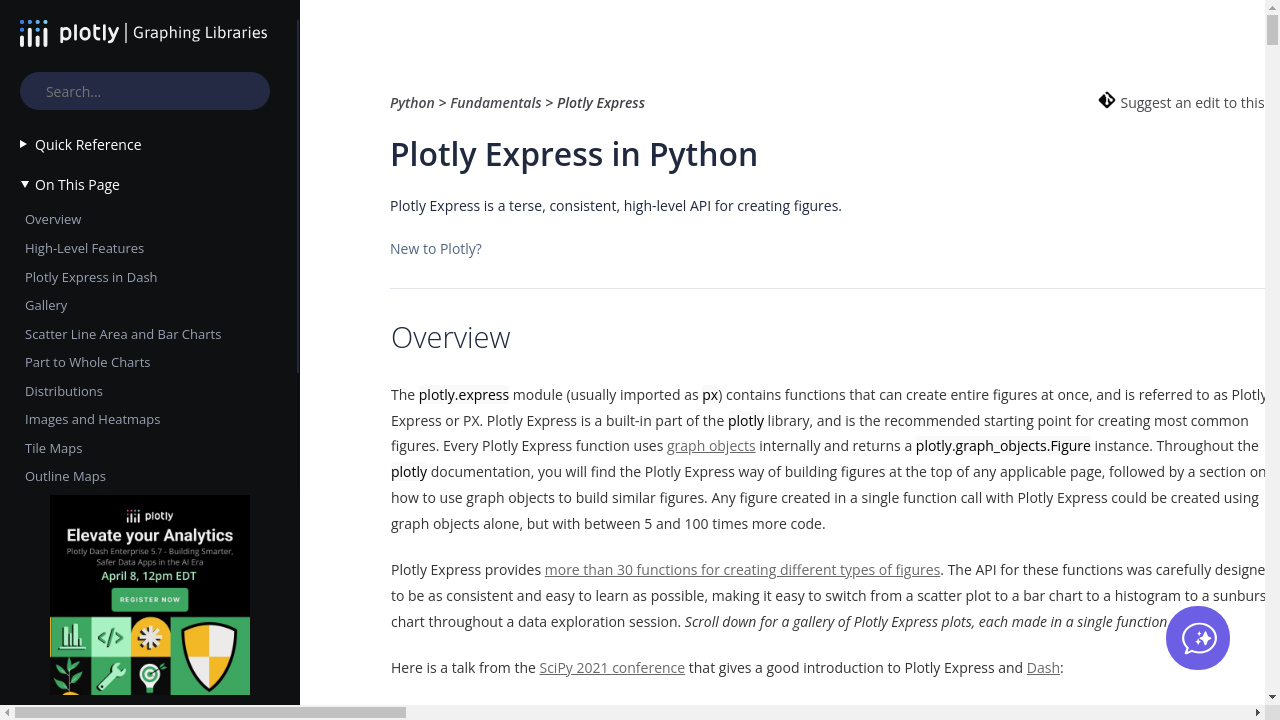 plotly | Graphing Libraries
Search...
Quick Reference
On This Page
Overview
High-Level Features
Plotly Express in Dash
Gallery
Scatter Line Area and Bar Charts
Part to Whole Charts
Distributions
Images and Heatmaps
Tile Maps
Outline Maps
plotly
Elevate your Analytics
Plotly Dash Enterprise 5.7 - Building Smarter,
Safer Data Apps in the AI Era
April 8, 12pm EDT
REGISTER NOW
</>
Python > Fundamentals > Plotly Express
Suggest an edit to this
Plotly Express in Python
Plotly Express is a terse, consistent, high-level API for creating figures.
New to Plotly?
Overview
The plotly.express module (usually imported as px) contains functions that can create entire figures at once, and is referred to as Plotly
Express or PX. Plotly Express is a built-in part of the plotly library, and is the recommended starting point for creating most common
figures. Every Plotly Express function uses graph objects internally and returns a plotly.graph_objects.Figure instance. Throughout the
plotly documentation, you will find the Plotly Express way of building figures at the top of any applicable page, followed by a section on
how to use graph objects to build similar figures. Any figure created in a single function call with Plotly Express could be created using
graph objects alone, but with between 5 and 100 times more code.
Plotly Express provides more than 30 functions for creating different types of figures. The API for these functions was carefully designe
to be as consistent and easy to learn as possible, making it easy to switch from a scatter plot to a bar chart to a histogram to a sunburs
chart throughout a data exploration session. Scroll down for a gallery of Plotly Express plots, each made in a single function
Here is a talk from the SciPy 2021 conference that gives a good introduction to Plotly Express and Dash: